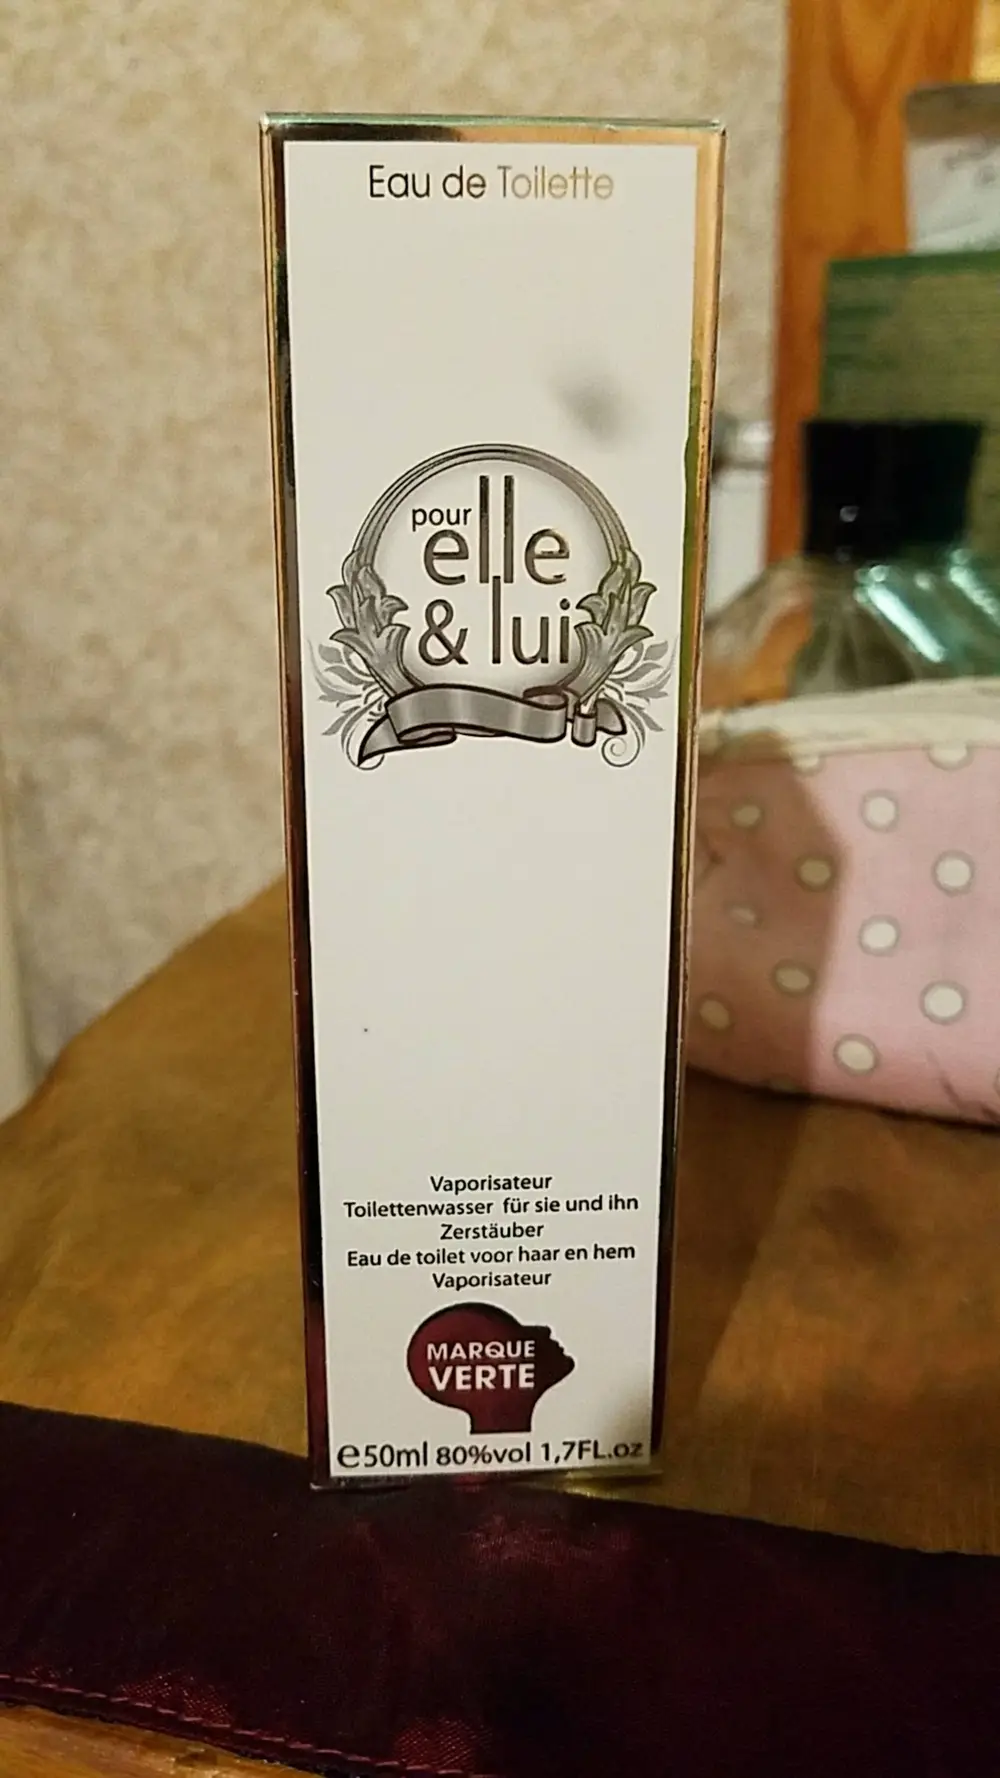 Eau de Toilette
pour
elle
& lui
Vaporisateur
Toilettenwasser für sie und ihn
Zerstäuber
Eau de toilet voor haar en hem
Vaporisateur
MARQUE
VERTE
℮50ml 80%vol 1,7FL.oz